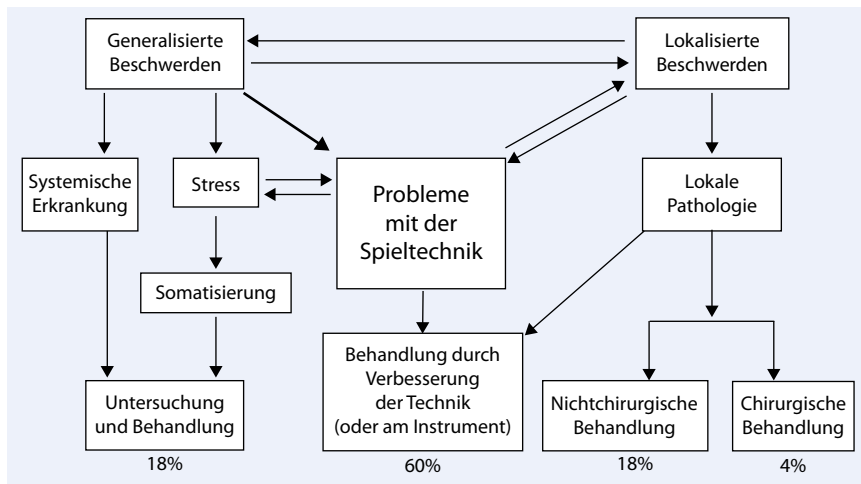 Generalisierte
Beschwerden
Lokalisierte
Beschwerden
Systemische
Erkrankung
Stress
Probleme
mit der
Spieltechnik
Lokale
Pathologie
Somatisierung
Untersuchung
und Behandlung
18%
Behandlung durch
Verbesserung
der Technik
(oder am Instrument)
60%
Nichtchirurgische
Behandlung
18%
Chirurgische
Behandlung
4%